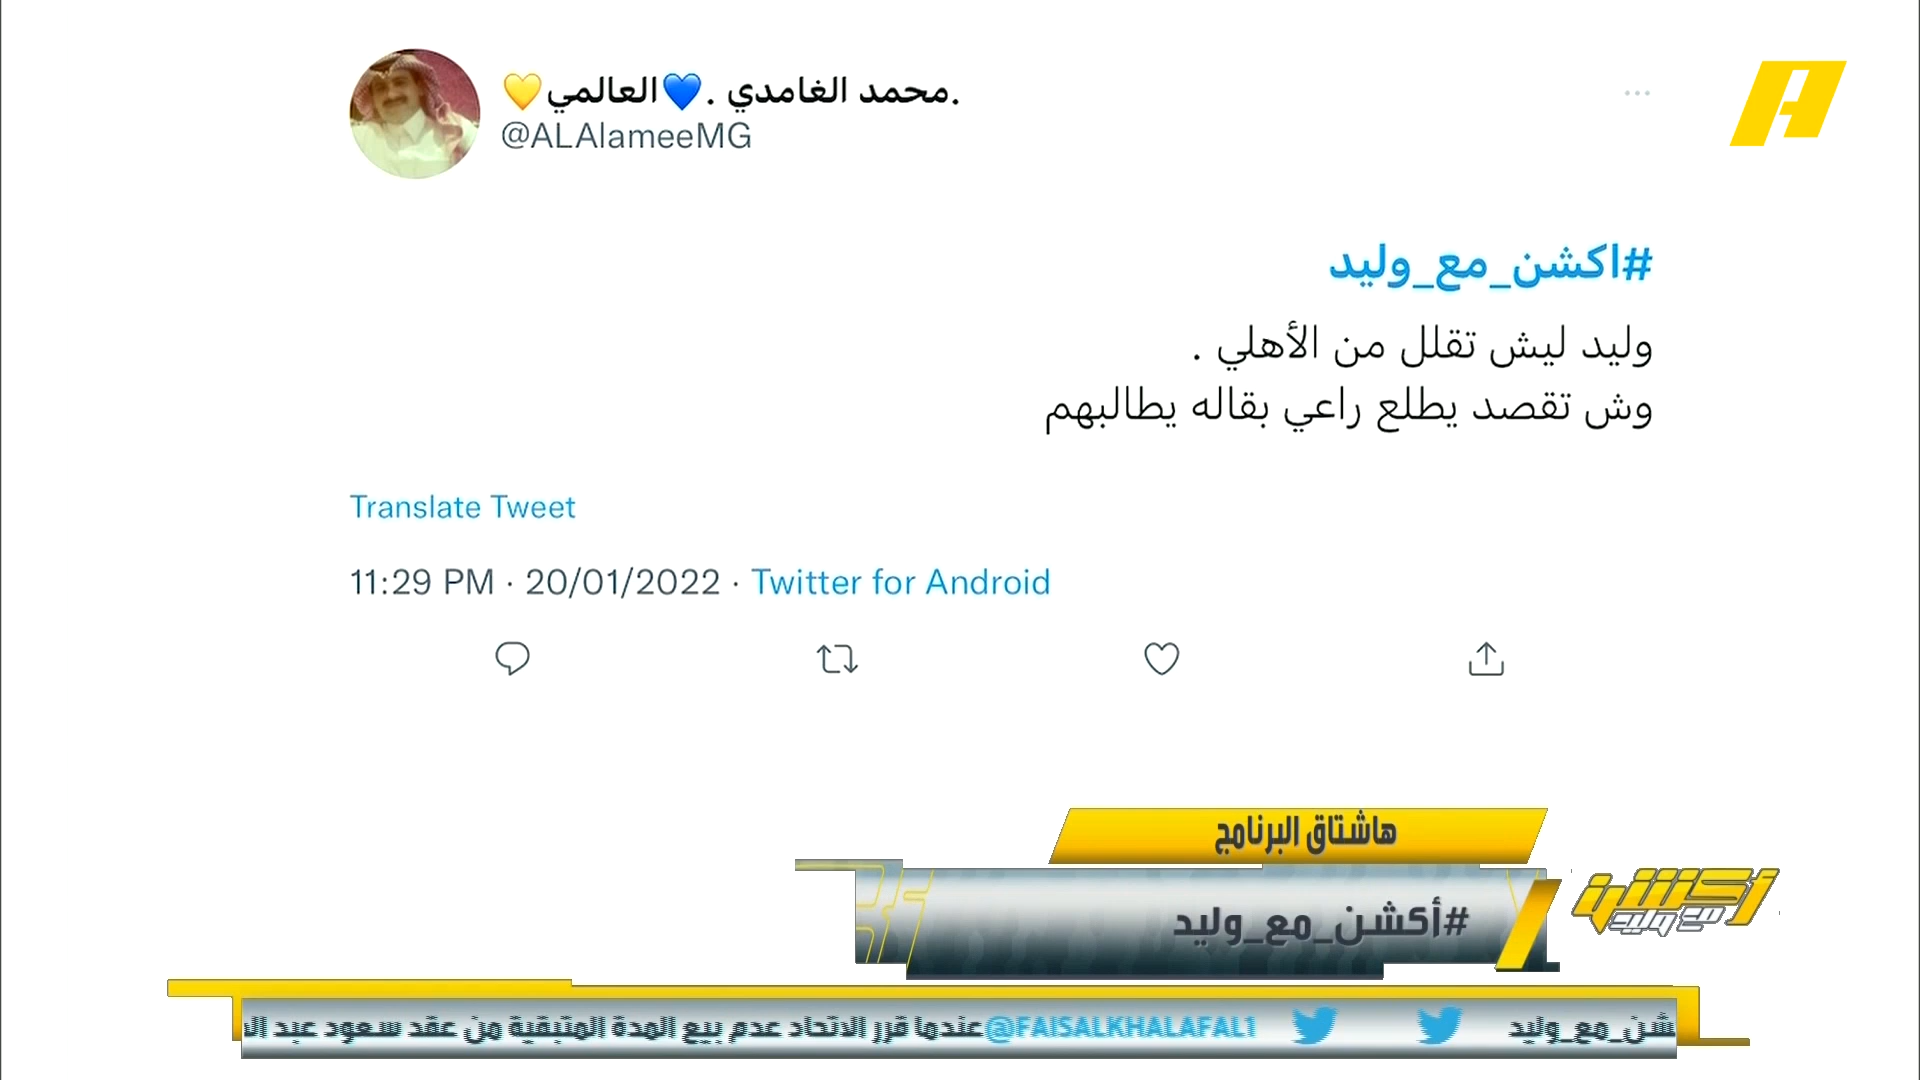 .محمد الغامدي .💙العالمي💛
@ALAlameeMG
#اكشن_مع_وليد
وليد ليش تقلل من الأهلي .
وش تقصد يطلع راعي بقاله يطالبهم
Translate Tweet
11:29 PM · 20/01/2022 · Twitter for Android
هاشتاق البرنامج
#أكشن_مع_وليد
أكشن
مع وليد
شن_مع_وليد @FAISALKHALAFAL1 عندما قرر الاتحاد عدم بيع المدة المتبقية من عقد سعود عبد